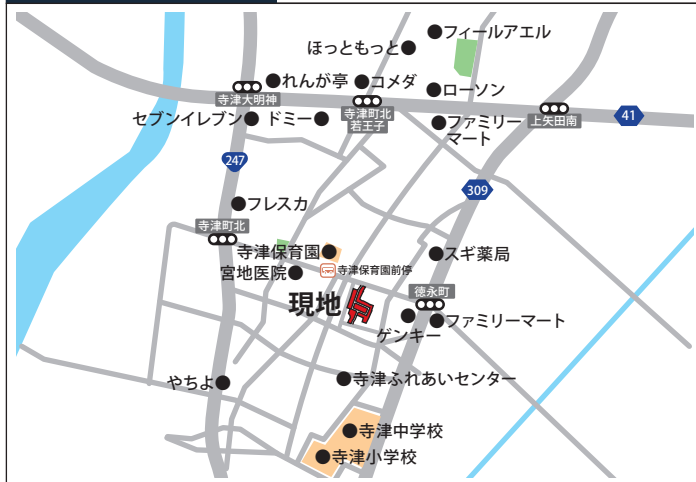 フィールアエル
ほっともっと
れんが亭
コメダ
ローソン
寺津大明神
寺津町北
若王子
上矢田南
41
セブンイレブン
ドミー
ファミリー
マート
247
309
フレスカ
寺津町北
寺津保育園
スギ薬局
宮地医院
寺津保育園前停
徳永町
現地
ゲンキー
ファミリーマート
やちよ
寺津ふれあいセンター
寺津中学校
寺津小学校